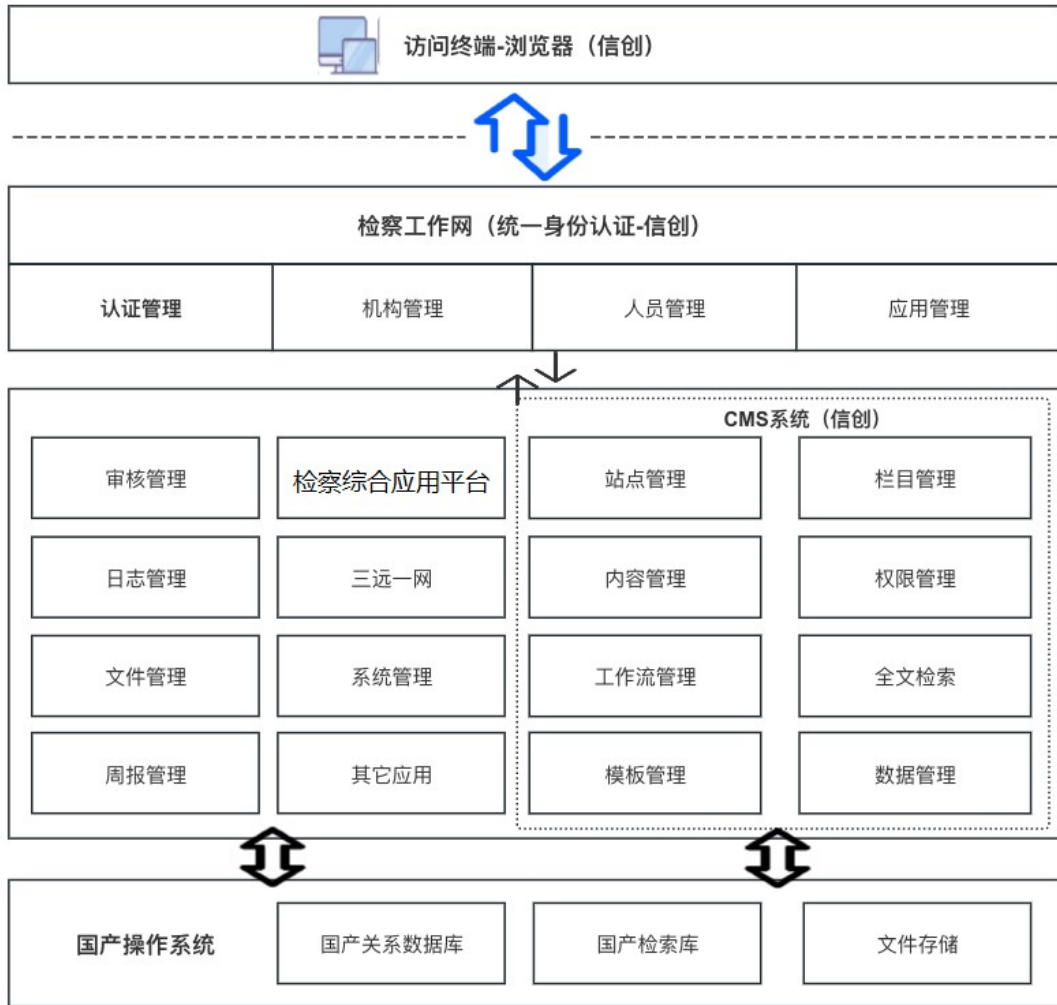 访问终端-浏览器（信创）
检察工作网（统一身份认证-信创）
认证管理 机构管理 人员管理 应用管理
CMS系统（信创）
审核管理 检察综合应用平台 站点管理 栏目管理
日志管理 三远一网 内容管理 权限管理
文件管理 系统管理 工作流管理 全文检索
周报管理 其它应用 模板管理 数据管理
国产操作系统 国产关系数据库 国产检索库 文件存储